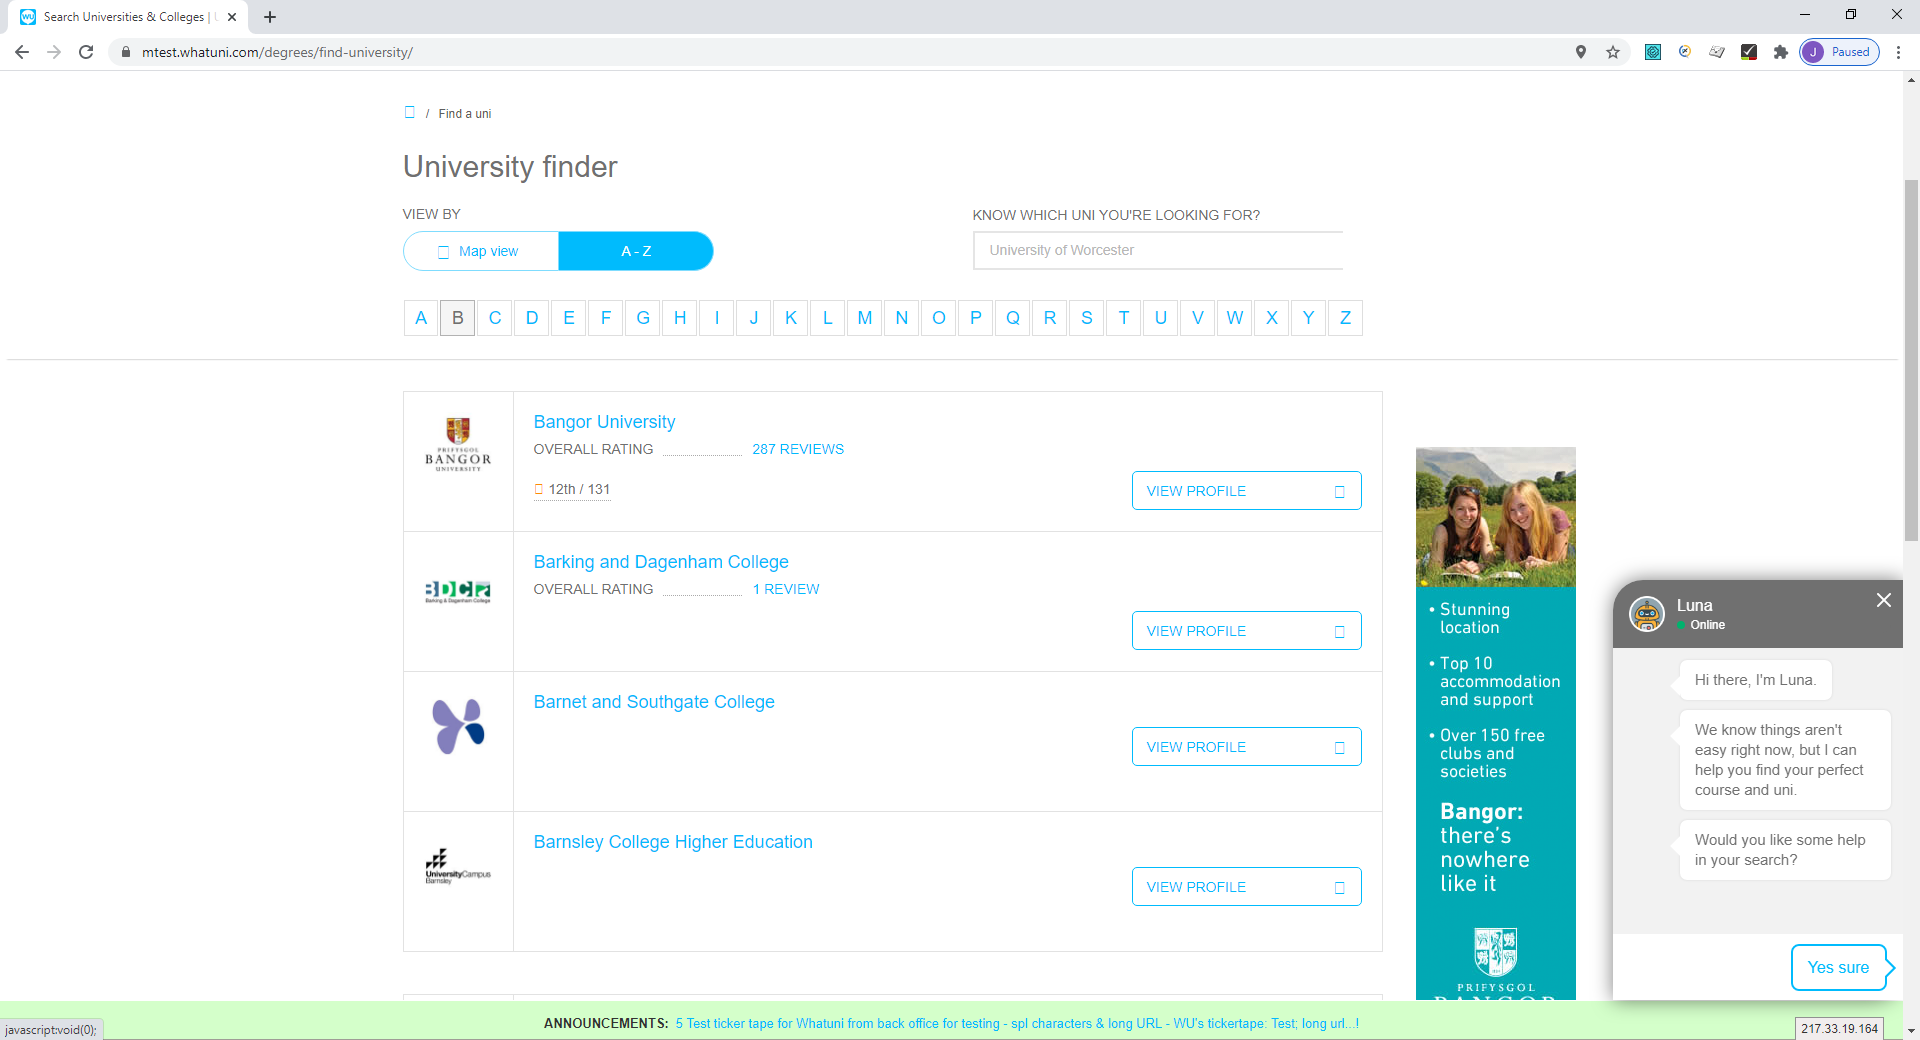 Search Universities & Colleges |
mtest.whatuni.com/degrees/find-university/
J Paused
/ Find a uni
University finder
VIEW BY
Map view
A - Z
KNOW WHICH UNI YOU'RE LOOKING FOR?
University of Worcester
A B C D E F G H I J K L M N O P Q R S T U V W X Y Z
PRIFYSGOL
BANGOR
UNIVERSITY
Bangor University
OVERALL RATING 287 REVIEWS
12th / 131
VIEW PROFILE
BDC
Barking & Dagenham College
Barking and Dagenham College
OVERALL RATING 1 REVIEW
VIEW PROFILE
Barnet and Southgate College
VIEW PROFILE
UniversityCampus
Barnsley
Barnsley College Higher Education
VIEW PROFILE
• Stunning
location
• Top 10
accommodation
and support
• Over 150 free
clubs and
societies
Bangor:
there's
nowhere
like it
PRIFYSGOL
BANGOR
Luna
Online
Hi there, I'm Luna.
We know things aren't
easy right now, but I can
help you find your perfect
course and uni.
Would you like some help
in your search?
Yes sure
ANNOUNCEMENTS: 5 Test ticker tape for Whatuni from back office for testing - spl characters & long URL - WU's tickertape: Test; long url...!
javascript:void(0);
217.33.19.164